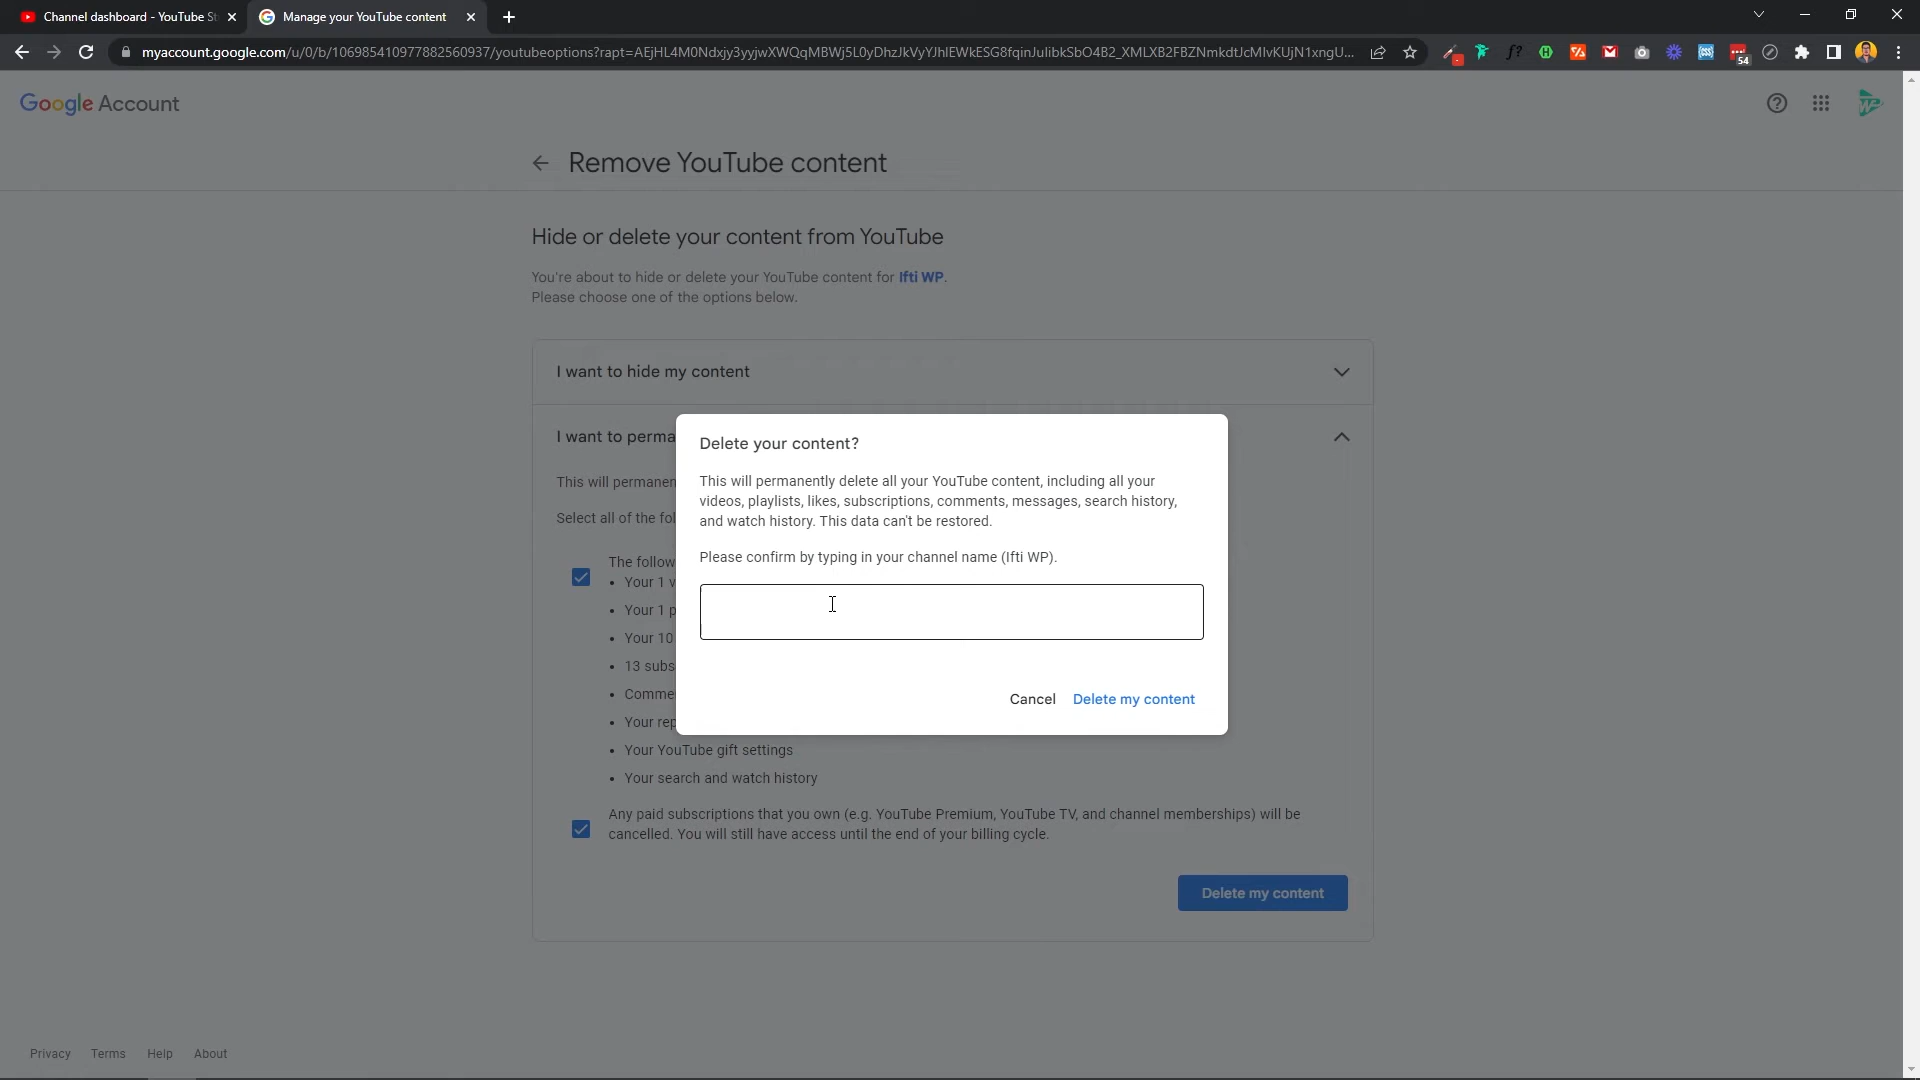 Channel dashboard - YouTube St
Manage your YouTube content
myaccount.google.com/u/0/b/106985410977882560937/youtubeoptions?rapt=AEjHL4M0Ndxjy3yyjwXWQqMBWj5L0yDhzJkVyYJhlEWkESG8fqinJulibkSbO4B2_XMLXB2FBZNmkdtJcMIvKUjN1xngU...
54
Google Account
Remove YouTube content
Hide or delete your content from YouTube
You're about to hide or delete your YouTube content for Ifti WP.
Please choose one of the options below.
I want to hide my content
I want to perma
This will permanen
Select all of the fol
Delete your content?
This will permanently delete all your YouTube content, including all your
videos, playlists, likes, subscriptions, comments, messages, search history,
and watch history. This data can't be restored.
Please confirm by typing in your channel name (Ifti WP).
Cancel Delete my content
The follow
• Your 1 v
• Your 1 p
• Your 10
• 13 subs
• Comme
• Your rep
• Your YouTube gift settings
• Your search and watch history
Any paid subscriptions that you own (e.g. YouTube Premium, YouTube TV, and channel memberships) will be
cancelled. You will still have access until the end of your billing cycle.
Delete my content
Privacy Terms Help About